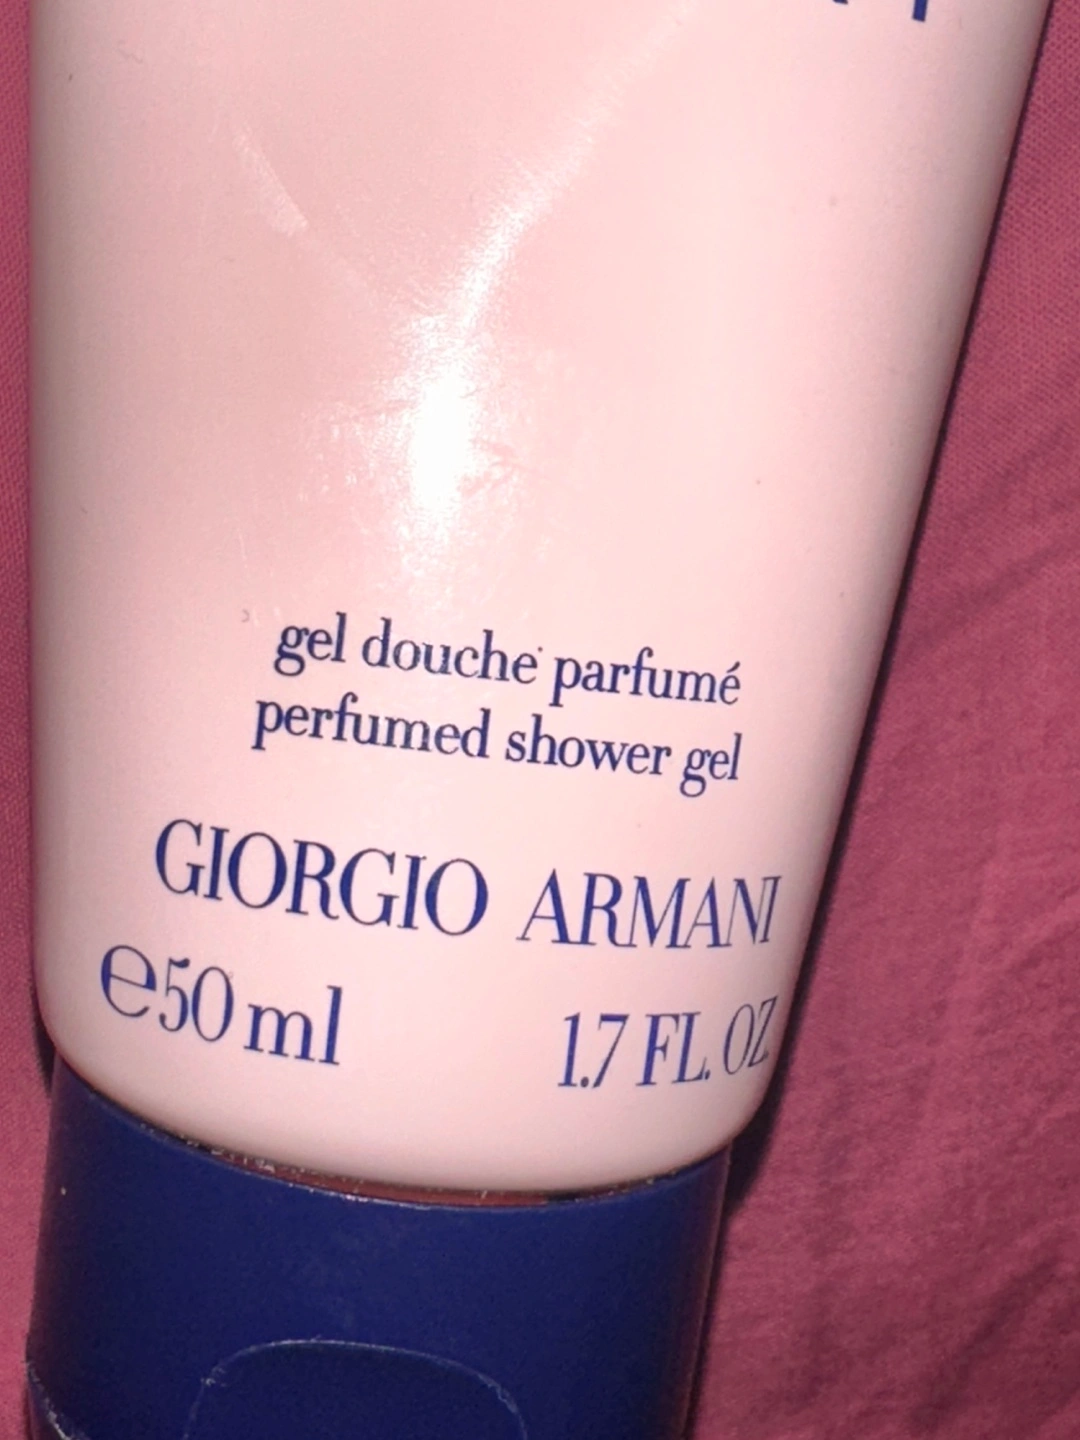 gel douche parfumé
perfumed shower gel
GIORGIO ARMANI
℮50 ml 1.7 FL. OZ.